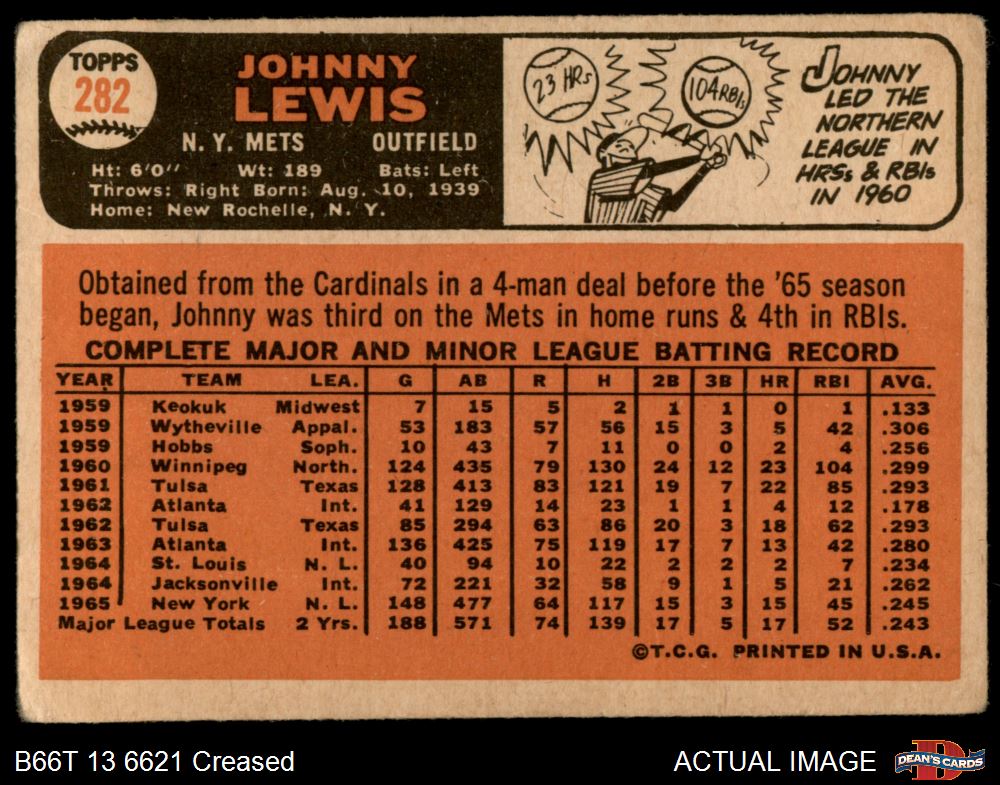 TOPPS
282
JOHNNY
LEWIS
N. Y. METS OUTFIELD
Ht: 6'0" Wt: 189 Bats: Left
Throws: Right Born: Aug. 10, 1939
Home: New Rochelle, N. Y.
23 HRs
104 RBIs
JOHNNY
LED THE
NORTHERN
LEAGUE IN
HRSs & RBIs
IN 1960
Obtained from the Cardinals in a 4-man deal before the '65 season
began, Johnny was third on the Mets in home runs & 4th in RBIs.
COMPLETE MAJOR AND MINOR LEAGUE BATTING RECORD
YEAR TEAM LEA. G AB R H 2B 3B HR RBI AVG.
1959 Keokuk Midwest 7 15 5 2 1 1 0 1 .133
1959 Wytheville Appal. 53 183 57 56 15 3 5 42 .306
1959 Hobbs Soph. 10 43 7 11 0 0 2 4 .256
1960 Winnipeg North. 124 435 79 130 24 12 23 104 .299
1961 Tulsa Texas 128 413 83 121 19 7 22 85 .293
1962 Atlanta Int. 41 129 14 23 1 1 4 12 .178
1962 Tulsa Texas 85 294 63 86 20 3 18 62 .293
1963 Atlanta Int. 136 425 75 119 17 7 13 42 .280
1964 St. Louis N. L. 40 94 10 22 2 2 2 7 .234
1964 Jacksonville Int. 72 221 32 58 9 1 5 21 .262
1965 New York N. L. 148 477 64 117 15 3 15 45 .245
Major League Totals 2 Yrs. 188 571 74 139 17 5 17 52 .243
©T.C.G. PRINTED IN U.S.A.
B66T 13 6621 Creased
ACTUAL IMAGE
D
DEAN'S CARDS